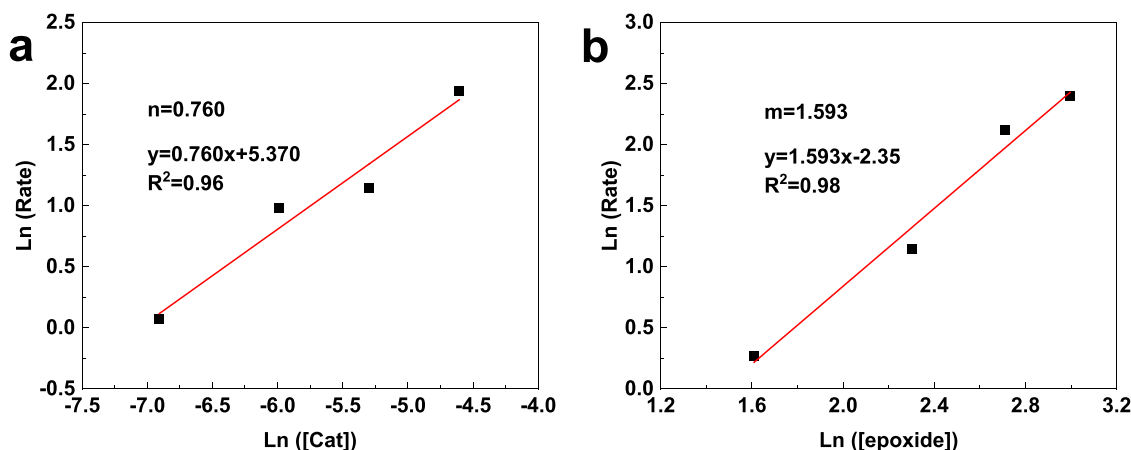 a
n=0.760
y=0.760x+5.370
R²=0.96
Ln (Rate)
2.5
2.0
1.5
1.0
0.5
0.0
-0.5
-7.5 -7.0 -6.5 -6.0 -5.5 -5.0 -4.5 -4.0
Ln ([Cat])
b
m=1.593
y=1.593x-2.35
R²=0.98
Ln (Rate)
3.0
2.5
2.0
1.5
1.0
0.5
0.0
1.2 1.6 2.0 2.4 2.8 3.2
Ln ([epoxide])